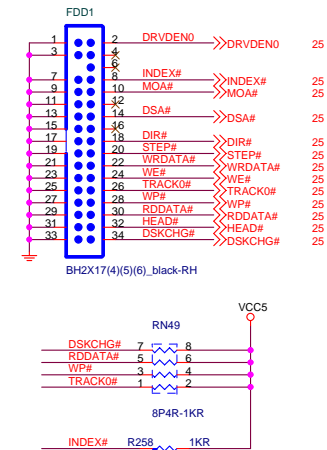 FDD1
1 2 DRVDEN0 DRVDEN0 25
3 4
6
7 8 INDEX# INDEX# 25
9 10 MOA# MOA# 25
11 12
13 14 DSA# DSA# 25
15 16
17 18 DIR# DIR# 25
19 20 STEP# STEP# 25
21 22 WRDATA# WRDATA# 25
23 24 WE# WE# 25
25 26 TRACK0# TRACK0# 25
27 28 WP# WP# 25
29 30 RDDATA# RDDATA# 25
31 32 HEAD# HEAD# 25
33 34 DSKCHG# DSKCHG# 25
BH2X17(4)(5)(6)_black-RH
VCC5
RN49
DSKCHG# 7 8
RDDATA# 5 6
WP# 3 4
TRACK0# 1 2
8P4R-1KR
INDEX# R258 1KR